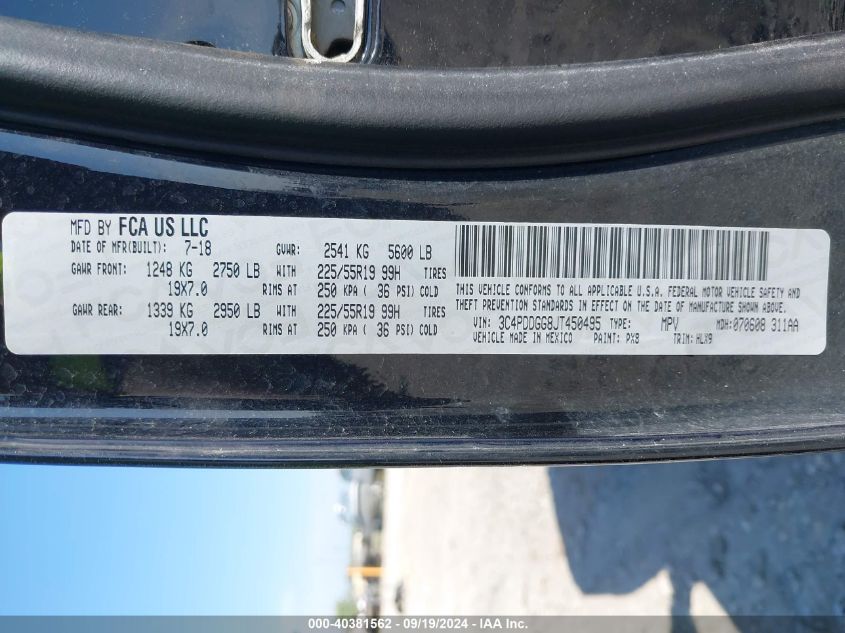 MFD BY FCA US LLC
DATE OF MFR(BUILT): 7-18 GVWR: 2541 KG 5600 LB
GAWR FRONT: 1248 KG 2750 LB WITH 225/55R19 99H TIRES
19X7.0 RIMS AT 250 KPA ( 36 PSI) COLD
GAWR REAR: 1339 KG 2950 LB WITH 225/55R19 99H TIRES
19X7.0 RIMS AT 250 KPA ( 36 PSI) COLD
THIS VEHICLE CONFORMS TO ALL APPLICABLE U.S.A. FEDERAL MOTOR VEHICLE SAFETY AND
THEFT PREVENTION STANDARDS IN EFFECT ON THE DATE OF MANUFACTURE SHOWN ABOVE.
VIN: 3C4PDDGG8JT450495 TYPE: MPV MDH: 070608 311AA
VEHICLE MADE IN MEXICO PAINT: PX8 TRIM: HLX9
000-40381562 - 09/19/2024 - IAA Inc.